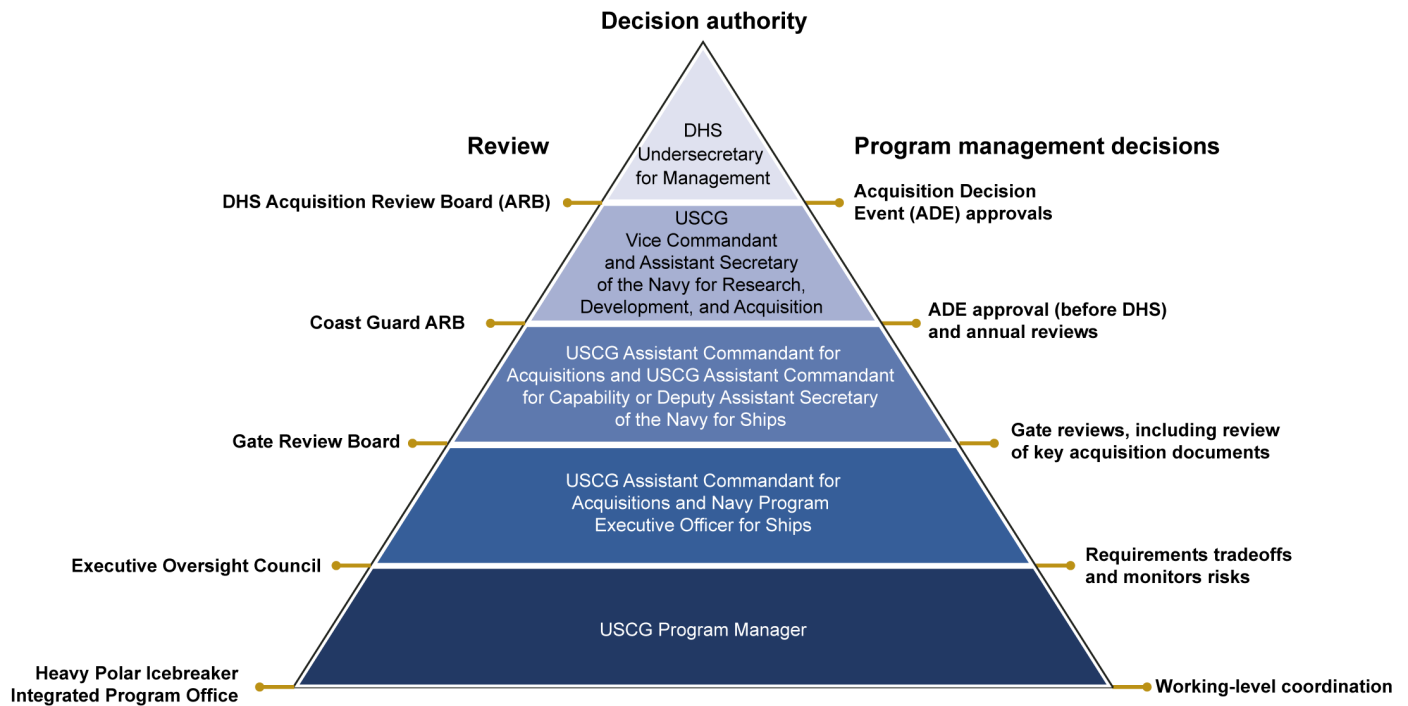 Decision authority
Review
Program management decisions
DHS
Undersecretary
for Management
DHS Acquisition Review Board (ARB)
Acquisition Decision
Event (ADE) approvals
USCG
Vice Commandant
and Assistant Secretary
of the Navy for Research,
Development, and Acquisition
Coast Guard ARB
ADE approval (before DHS)
and annual reviews
USCG Assistant Commandant for
Acquisitions and USCG Assistant Commandant
for Capability or Deputy Assistant Secretary
of the Navy for Ships
Gate Review Board
Gate reviews, including review
of key acquisition documents
USCG Assistant Commandant for
Acquisitions and Navy Program
Executive Officer for Ships
Executive Oversight Council
Requirements tradeoffs
and monitors risks
USCG Program Manager
Heavy Polar Icebreaker
Integrated Program Office
Working-level coordination